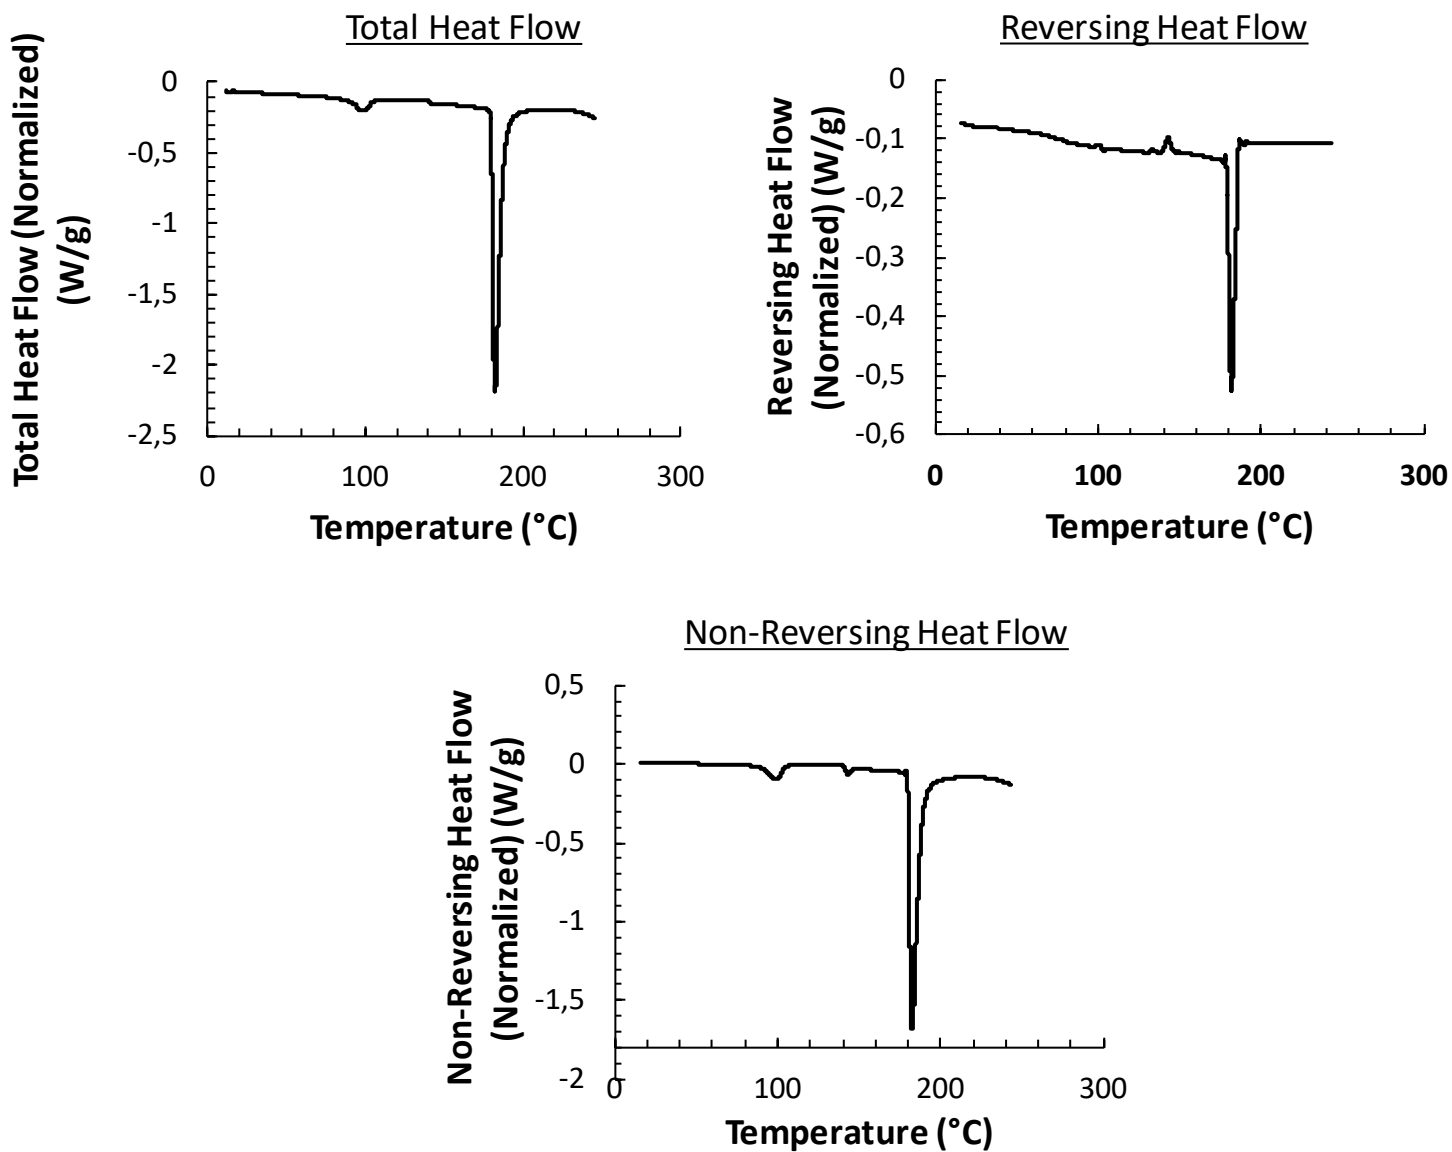 Total Heat Flow
Total Heat Flow (Normalized)
(W/g)
0
-0,5
-1
-1,5
-2
-2,5
0 100 200 300
Temperature (°C)
Reversing Heat Flow
Reversing Heat Flow
(Normalized) (W/g)
0
-0,1
-0,2
-0,3
-0,4
-0,5
-0,6
0 100 200 300
Temperature (°C)
Non-Reversing Heat Flow
Non-Reversing Heat Flow
(Normalized) (W/g)
0,5
0
-0,5
-1
-1,5
-2
0 100 200 300
Temperature (°C)